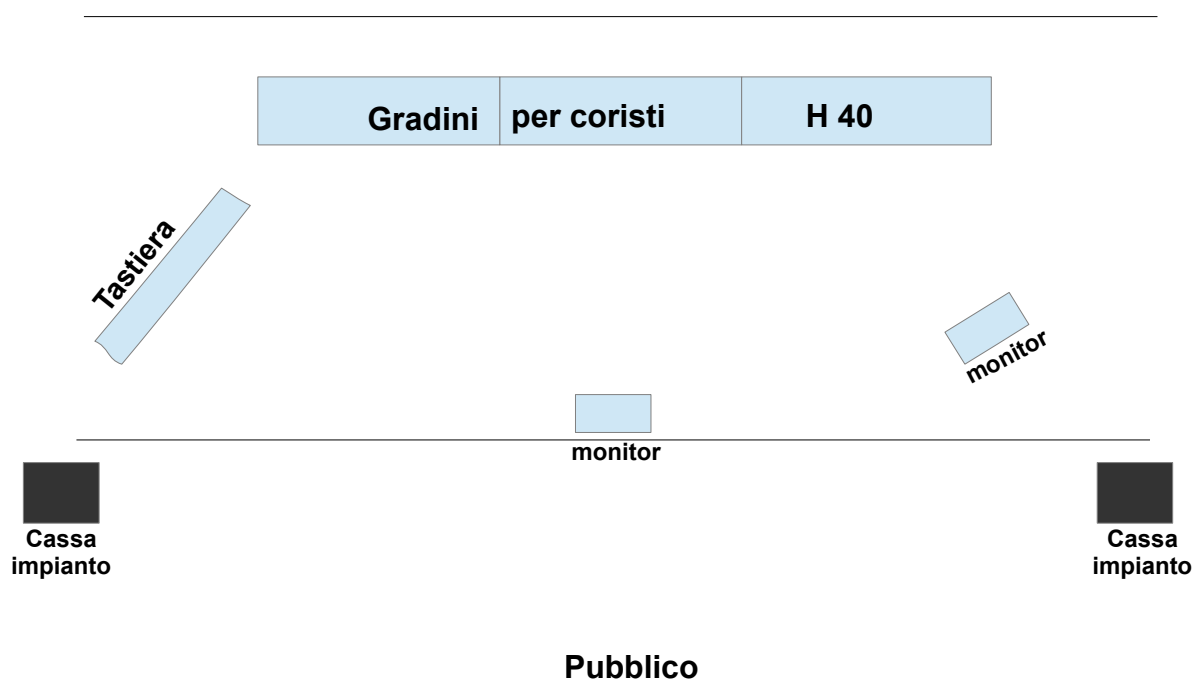 Gradini per coristi H 40
Tastiera
monitor
monitor
Cassa
impianto
Cassa
impianto
Pubblico